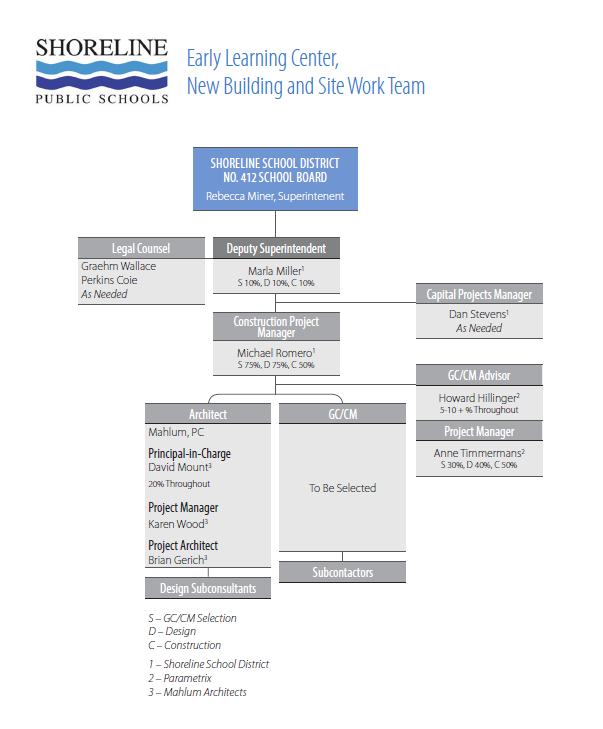 SHORELINE
PUBLIC SCHOOLS
Early Learning Center,
New Building and Site Work Team
SHORELINE SCHOOL DISTRICT
NO. 412 SCHOOL BOARD
Rebecca Miner, Superintenent
Legal Counsel
Graehm Wallace
Perkins Coie
As Needed
Deputy Superintendent
Marla Miller¹
S 10%, D 10%, C 10%
Capital Projects Manager
Dan Stevens¹
As Needed
Construction Project
Manager
Michael Romero¹
S 75%, D 75%, C 50%
GC/CM Advisor
Howard Hillinger²
5-10 + % Throughout
Project Manager
Anne Timmermans²
S 30%, D 40%, C 50%
Architect
Mahlum, PC
Principal-in-Charge
David Mount³
20% Throughout
Project Manager
Karen Wood³
Project Architect
Brian Gerich³
Design Subconsultants
GC/CM
To Be Selected
Subcontactors
S – GC/CM Selection
D – Design
C – Construction
1 – Shoreline School District
2 – Parametrix
3 – Mahlum Architects